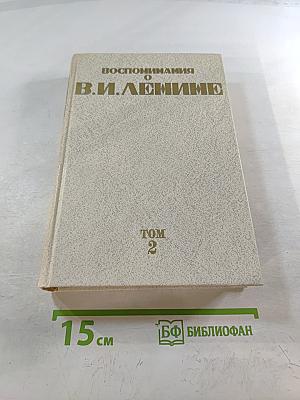 ВОСПОМИНАНИЯ
О
В.И.ЛЕНИНЕ
ТОМ
2
15 см
БФ БИБЛИОФАН